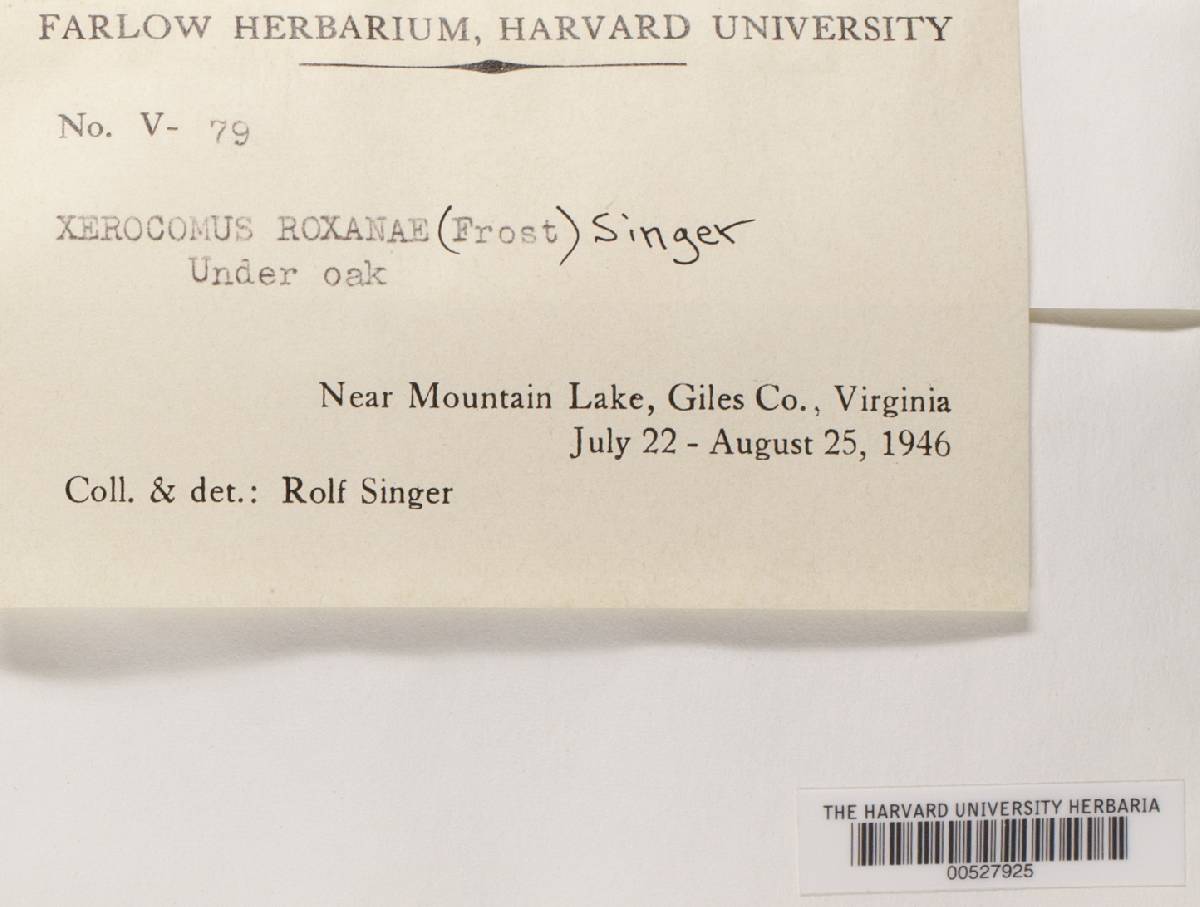 FARLOW HERBARIUM, HARVARD UNIVERSITY
No. V- 79
XEROCOMUS ROXANAE (Frost) Singer
Under oak
Near Mountain Lake, Giles Co., Virginia
July 22 - August 25, 1946
Coll. & det.: Rolf Singer
THE HARVARD UNIVERSITY HERBARIA
00527925